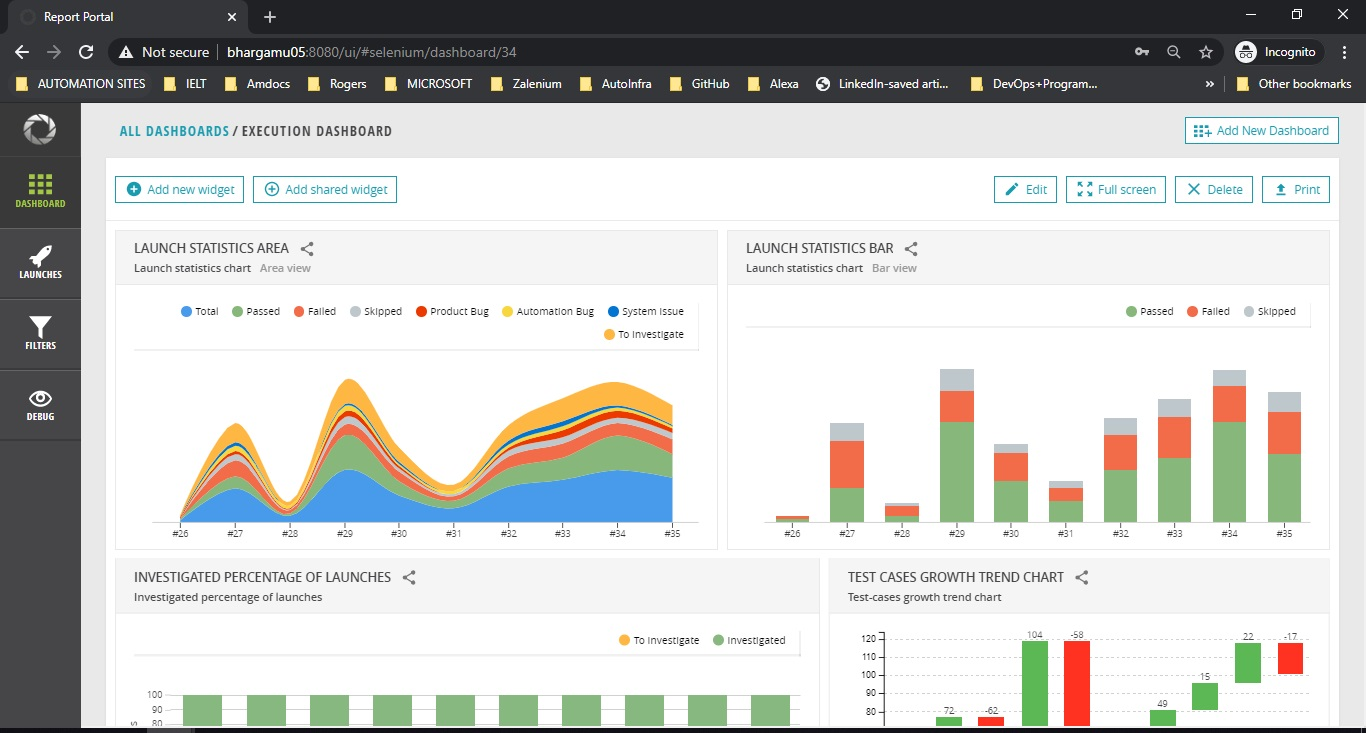 Report Portal
Not secure bhargamu05:8080/ui/#selenium/dashboard/34 Incognito
AUTOMATION SITES IELT Amdocs Rogers MICROSOFT Zalenium AutoInfra GitHub Alexa LinkedIn-saved arti... DevOps+Program... » Other bookmarks
ALL DASHBOARDS / EXECUTION DASHBOARD Add New Dashboard
DASHBOARD
LAUNCHES
FILTERS
DEBUG
Add new widget Add shared widget Edit Full screen Delete Print
LAUNCH STATISTICS AREA
Launch statistics chart Area view
Total Passed Failed Skipped Product Bug Automation Bug System Issue
To Investigate
#26 #27 #28 #29 #30 #31 #32 #33 #34 #35
LAUNCH STATISTICS BAR
Launch statistics chart Bar view
Passed Failed Skipped
#26 #27 #28 #29 #30 #31 #32 #33 #34 #35
INVESTIGATED PERCENTAGE OF LAUNCHES
Investigated percentage of launches
To Investigate Investigated
100
90
80
TEST CASES GROWTH TREND CHART
Test-cases growth trend chart
120
110
100
90
80
72 -62 104 -58 49 15 22 -17